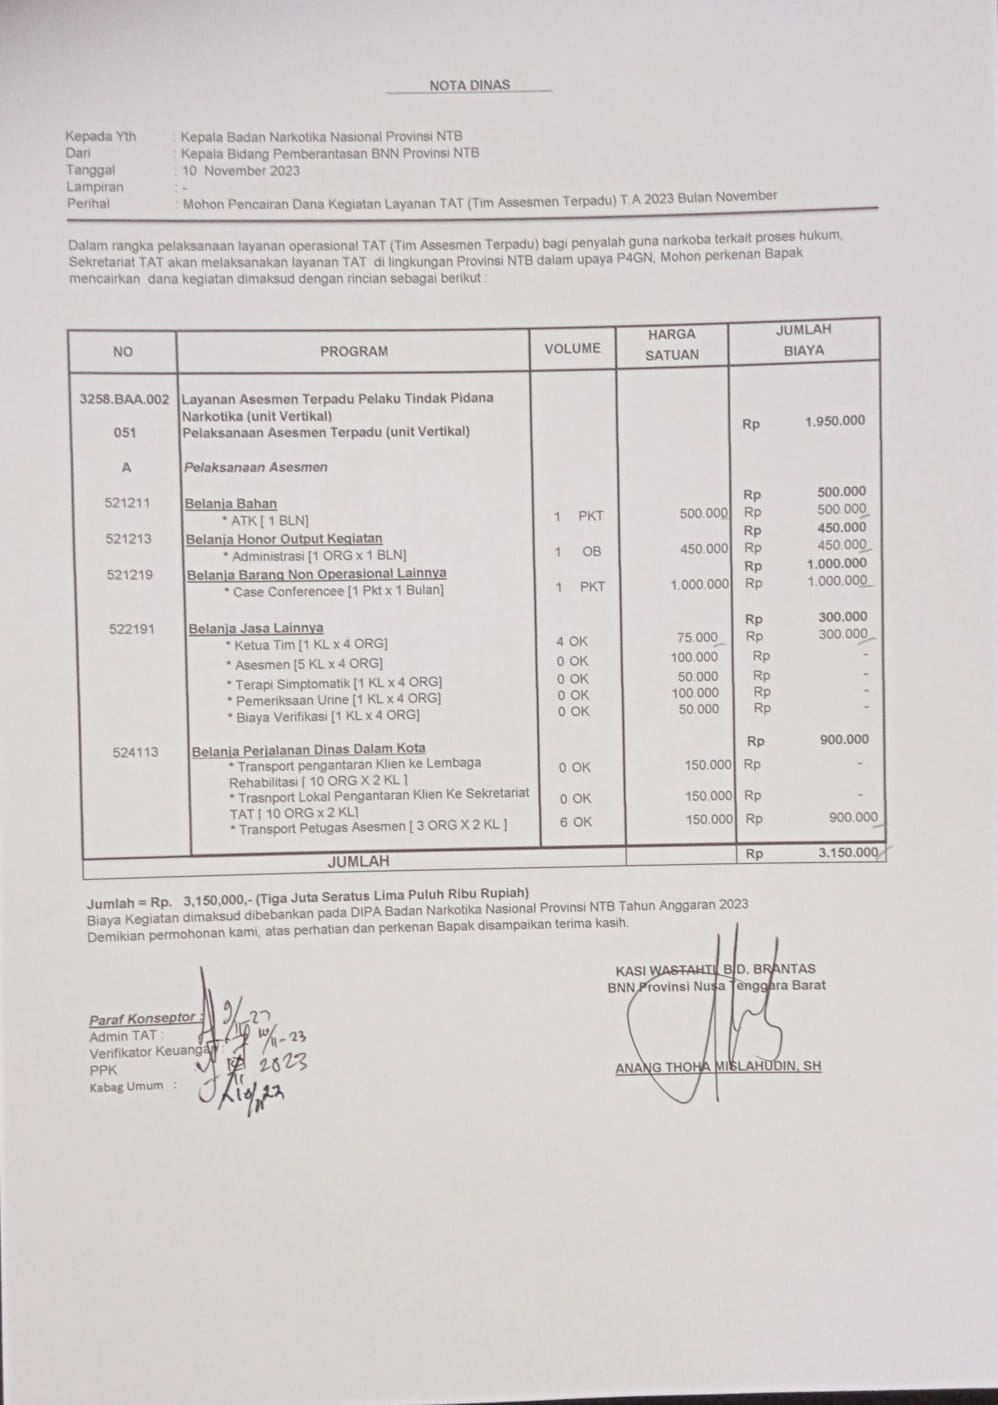 NOTA DINAS
Kepada Yth : Kepala Badan Narkotika Nasional Provinsi NTB
Dari : Kepala Bidang Pemberantasan BNN Provinsi NTB
Tanggal : 10 November 2023
Lampiran : -
Perihal : Mohon Pencairan Dana Kegiatan Layanan TAT (Tim Assesmen Terpadu) T.A 2023 Bulan November
Dalam rangka pelaksanaan layanan operasional TAT (Tim Assesmen Terpadu) bagi penyalah guna narkoba terkait proses hukum,
Sekretariat TAT akan melaksanakan layanan TAT di lingkungan Provinsi NTB dalam upaya P4GN, Mohon perkenan Bapak
mencairkan dana kegiatan dimaksud dengan rincian sebagai berikut :
NO PROGRAM VOLUME HARGA SATUAN JUMLAH BIAYA
3258.BAA.002 Layanan Asesmen Terpadu Pelaku Tindak Pidana
Narkotika (unit Vertikal)
051 Pelaksanaan Asesmen Terpadu (unit Vertikal) Rp 1.950.000
A Pelaksanaan Asesmen
521211 Belanja Bahan Rp 500.000
* ATK [ 1 BLN] 1 PKT 500.000 Rp 500.000
521213 Belanja Honor Output Kegiatan Rp 450.000
* Administrasi [1 ORG x 1 BLN] 1 OB 450.000 Rp 450.000
521219 Belanja Barang Non Operasional Lainnya Rp 1.000.000
* Case Conferencee [1 Pkt x 1 Bulan] 1 PKT 1.000.000 Rp 1.000.000
522191 Belanja Jasa Lainnya Rp 300.000
* Ketua Tim [1 KL x 4 ORG] 4 OK 75.000 Rp 300.000
* Asesmen [5 KL x 4 ORG] 0 OK 100.000 Rp -
* Terapi Simptomatik [1 KL x 4 ORG] 0 OK 50.000 Rp -
* Pemeriksaan Urine [1 KL x 4 ORG] 0 OK 100.000 Rp -
* Biaya Verifikasi [1 KL x 4 ORG] 0 OK 50.000 Rp -
524113 Belanja Perjalanan Dinas Dalam Kota Rp 900.000
* Transport pengantaran Klien ke Lembaga
Rehabilitasi [ 10 ORG X 2 KL ] 0 OK 150.000 Rp -
* Trasnport Lokal Pengantaran Klien Ke Sekretariat
TAT [ 10 ORG x 2 KL] 0 OK 150.000 Rp -
* Transport Petugas Asesmen [ 3 ORG X 2 KL ] 6 OK 150.000 Rp 900.000
JUMLAH Rp 3.150.000
Jumlah = Rp. 3,150,000,- (Tiga Juta Seratus Lima Puluh Ribu Rupiah)
Biaya Kegiatan dimaksud dibebankan pada DIPA Badan Narkotika Nasional Provinsi NTB Tahun Anggaran 2023
Demikian permohonan kami, atas perhatian dan perkenan Bapak disampaikan terima kasih.
KASI WASTAHTI, BID. BRANTAS
BNN Provinsi Nusa Tenggara Barat
ANANG THOHA MISLAHUDIN, SH
Paraf Konseptor :
Admin TAT :
Verifikator Keuangan : 10/11-23
PPK 2023
Kabag Umum :